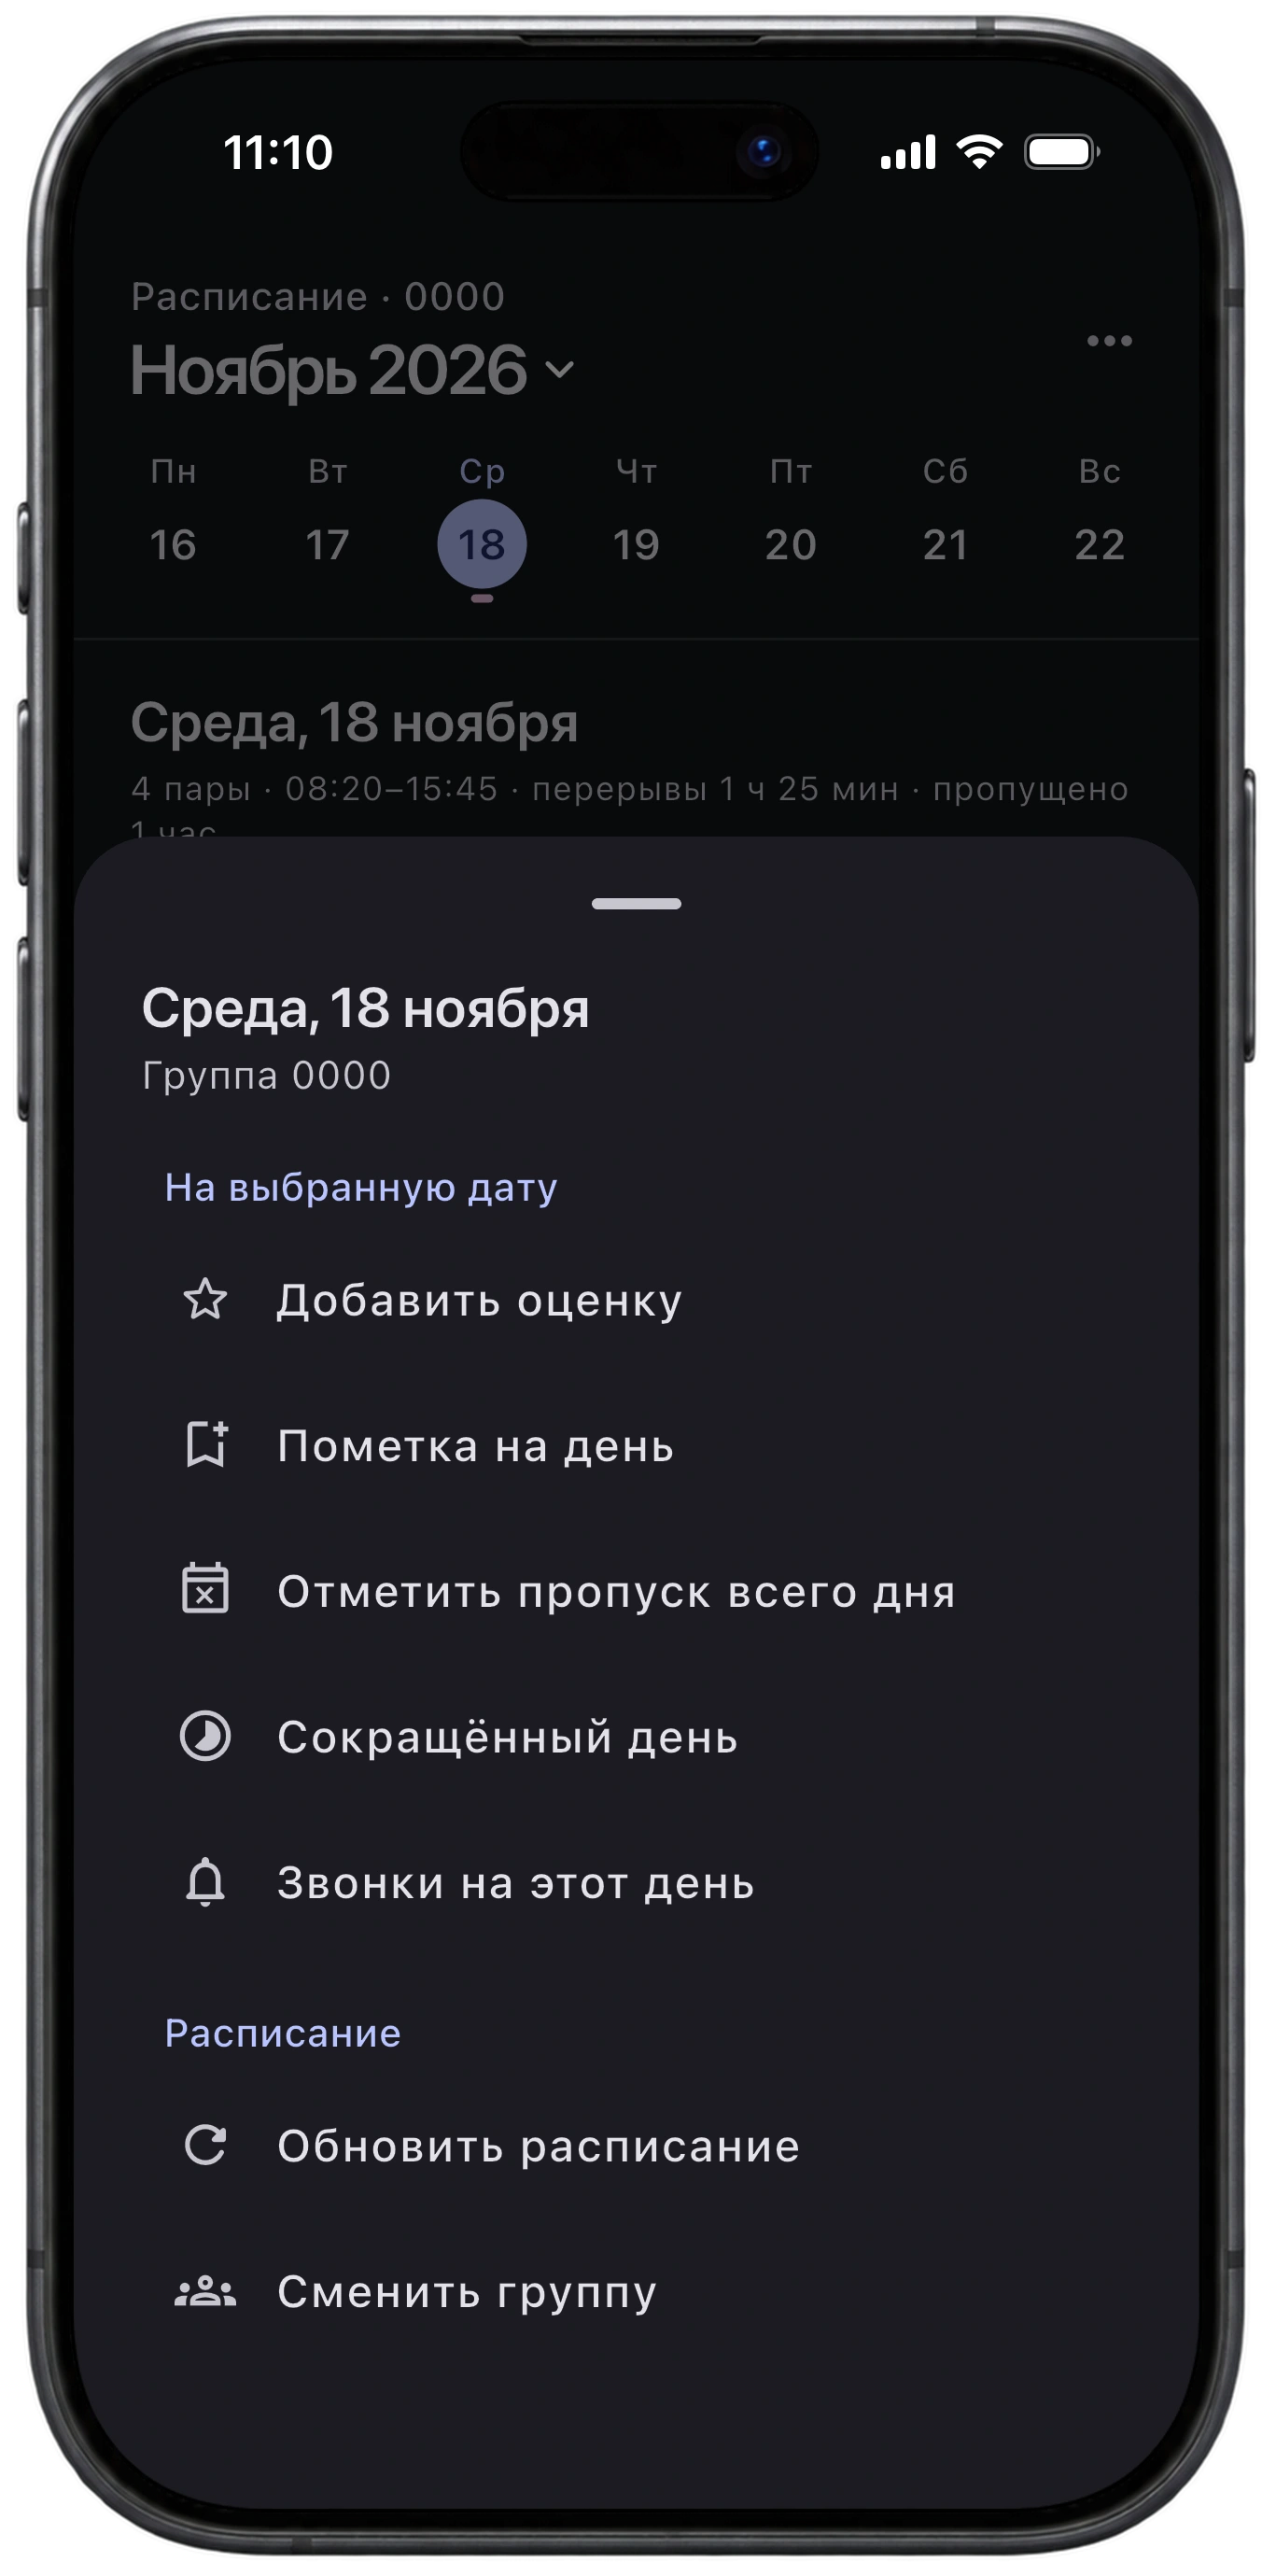 11:10
Расписание · 0000
Ноябрь 2026
Пн Вт Ср Чт Пт Сб Вс
16 17 18 19 20 21 22
Среда, 18 ноября
4 пары · 08:20–15:45 · перерывы 1 ч 25 мин · пропущено
1 час
Среда, 18 ноября
Группа 0000
На выбранную дату
Добавить оценку
Пометка на день
Отметить пропуск всего дня
Сокращённый день
Звонки на этот день
Расписание
Обновить расписание
Сменить группу